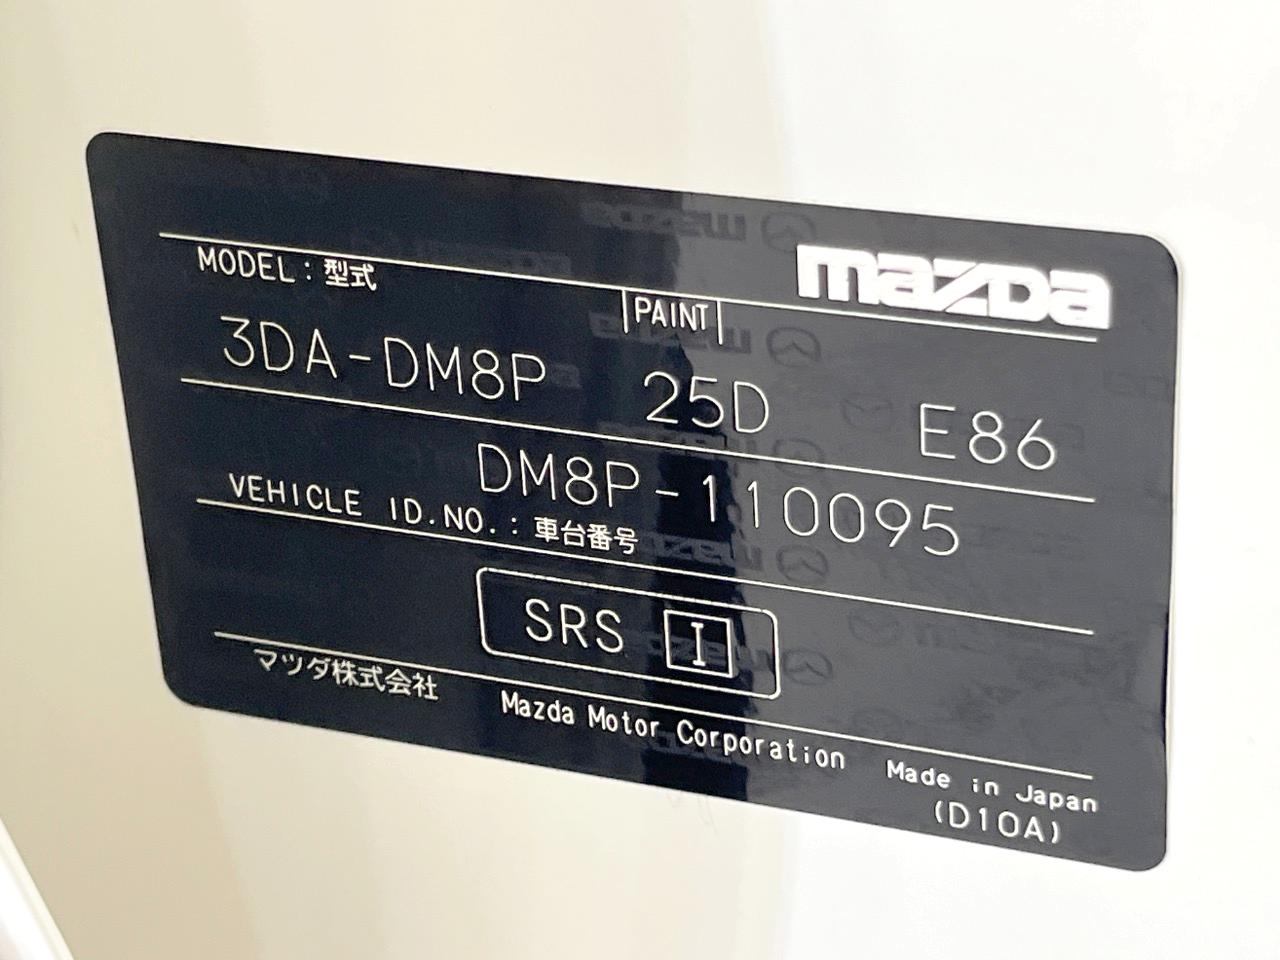 mazda
MODEL:型式
PAINT
3DA-DM8P 25D E86
DM8P-110095
VEHICLE ID.NO.:車台番号
SRS I
マツダ株式会社 Mazda Motor Corporation Made in Japan
(D10A)